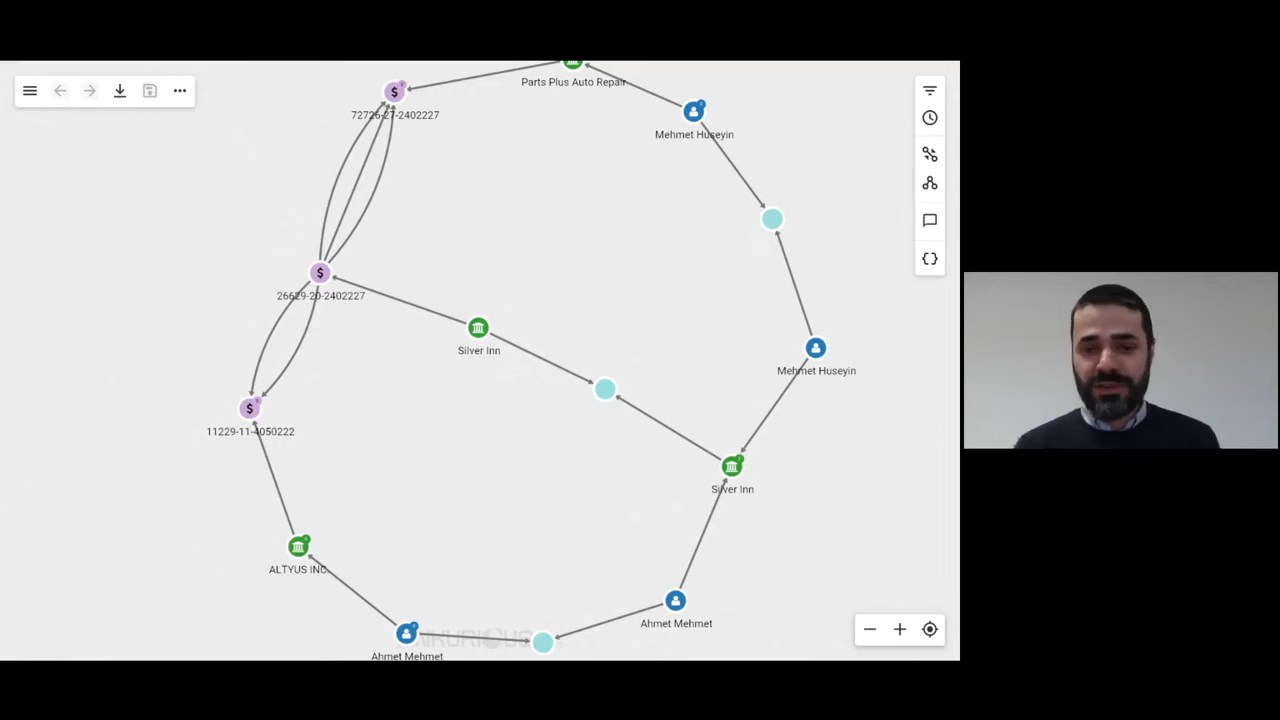 Parts Plus Auto Repair
72726-27-2402227
Mehmet Huseyin
26629-20-2402227
Silver Inn
Mehmet Huseyin
11229-11-4050222
Silver Inn
ALTYUS INC.
Ahmet Mehmet
NKURIOUS
Ahmet Mehmet